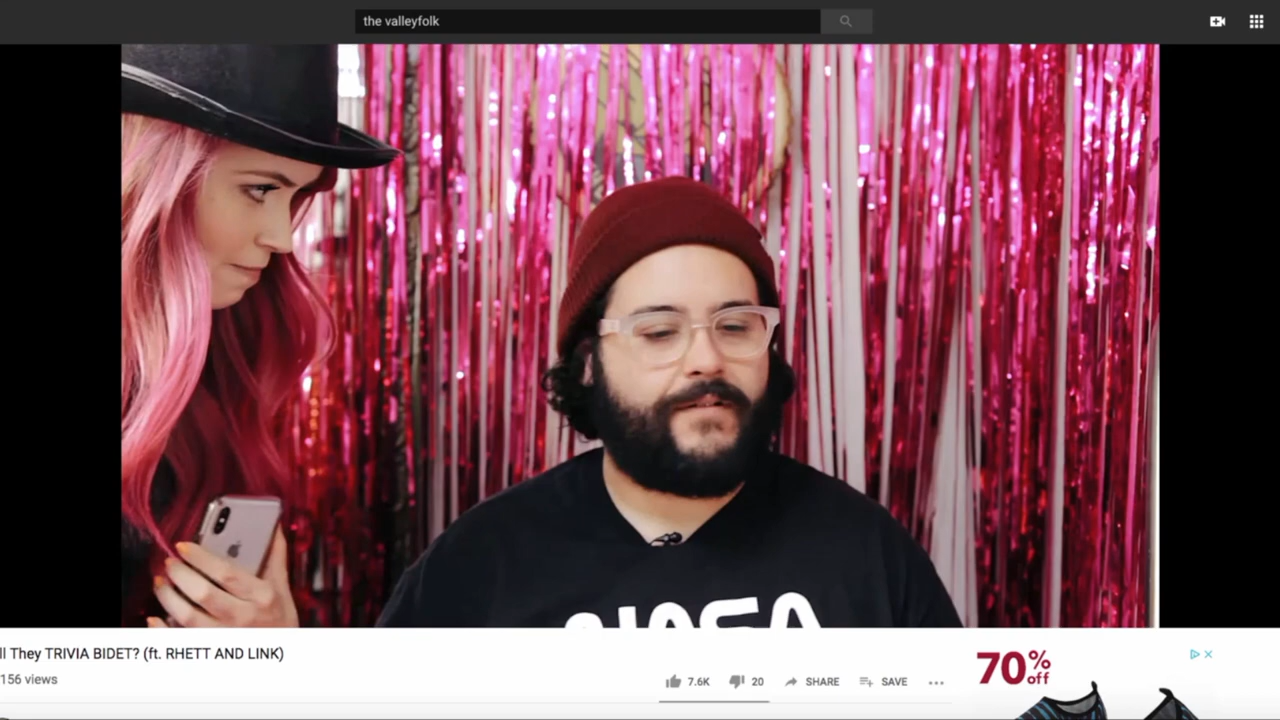 the valleyfolk
NASA
ll They TRIVIA BIDET? (ft. RHETT AND LINK)
156 views
7.6K
20
SHARE
SAVE
70% off